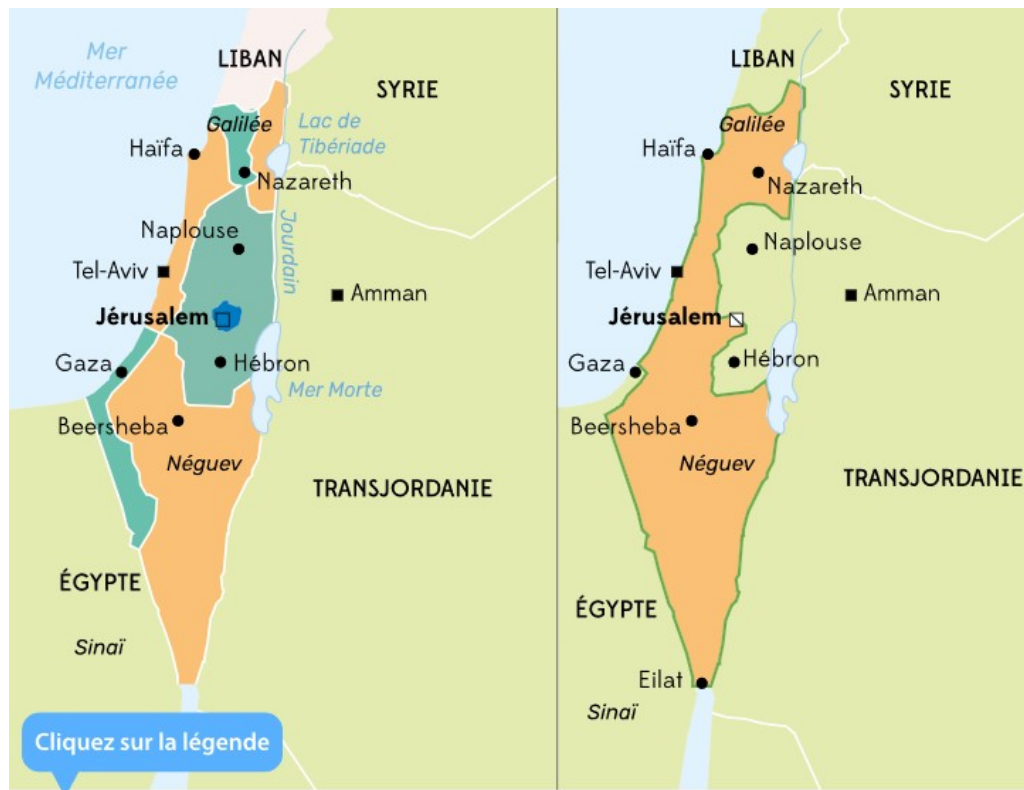 Mer
Méditerranée
LIBAN
SYRIE
Galilée
Lac de
Tibériade
Haïfa
Nazareth
Naplouse
Jourdain
Tel-Aviv
Amman
Jérusalem
Gaza
Hébron
Mer Morte
Beersheba
Néguev
TRANSJORDANIE
ÉGYPTE
Sinaï
Cliquez sur la légende
LIBAN
SYRIE
Galilée
Haïfa
Nazareth
Naplouse
Tel-Aviv
Amman
Jérusalem
Gaza
Hébron
Beersheba
Néguev
TRANSJORDANIE
ÉGYPTE
Eilat
Sinaï